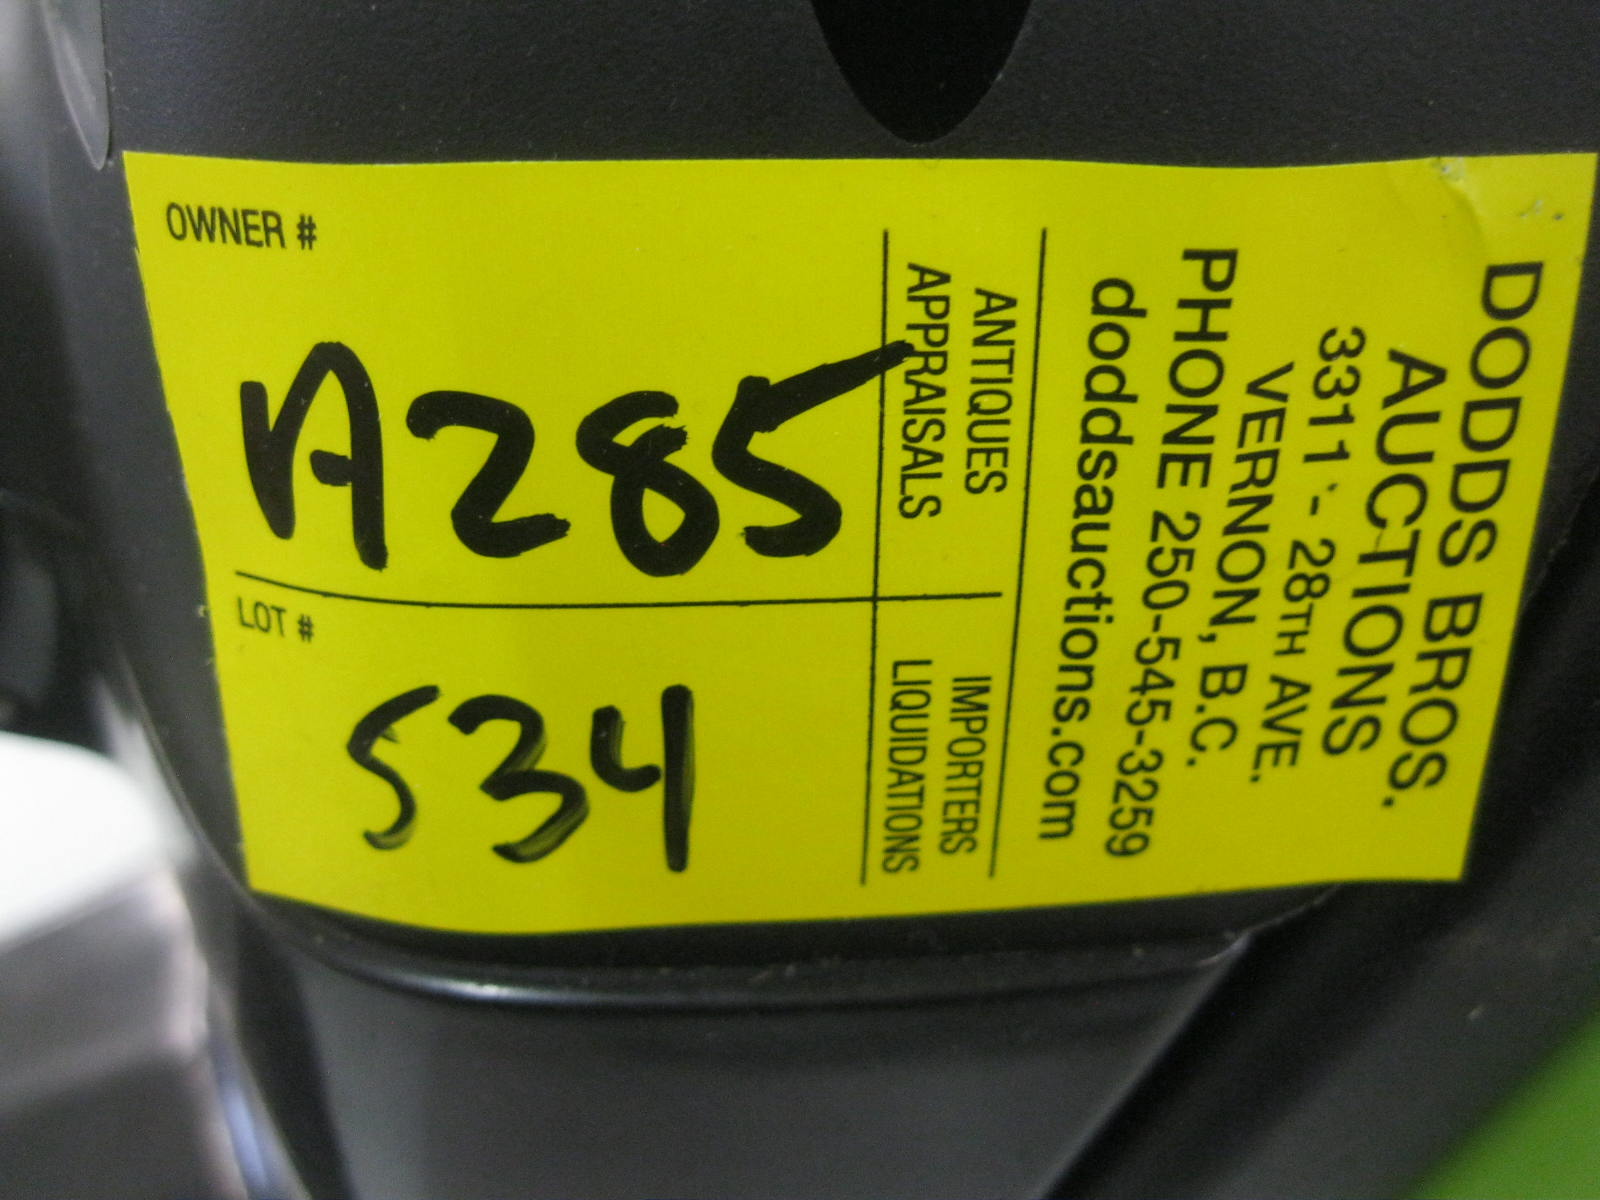 OWNER #
A285
LOT #
534
ANTIQUES
APPRAISALS
IMPORTERS
LIQUIDATIONS
DODDS BROS.
AUCTIONS
3311 - 28TH AVE.
VERNON, B.C.
PHONE 250-545-3259
doddsauctions.com